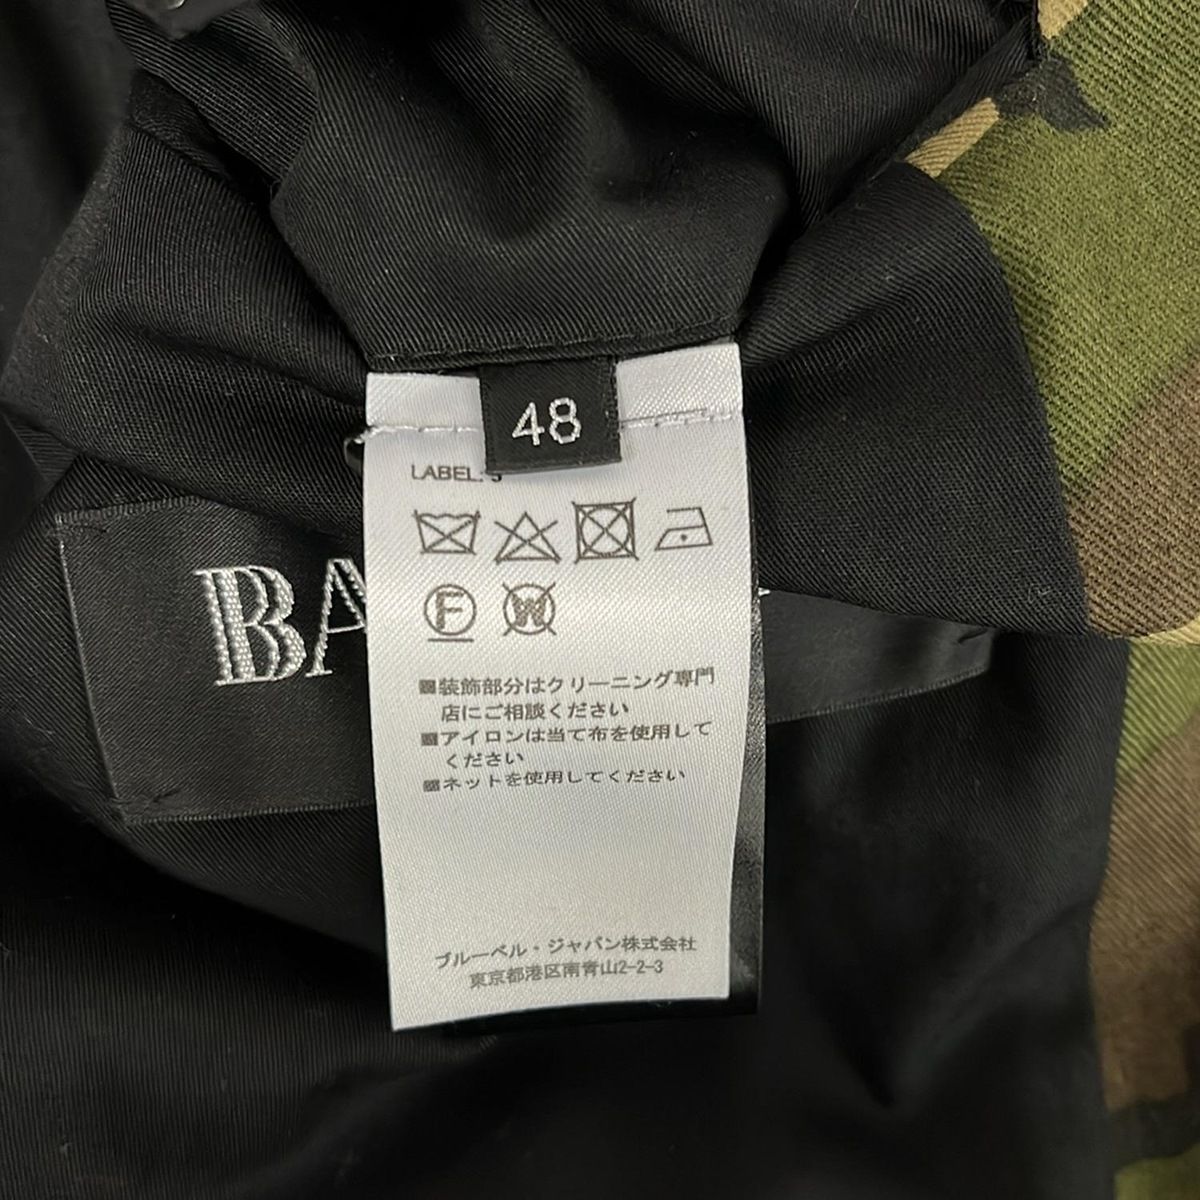 48
LABEL:
F
W
BA
■装飾部分はクリーニング専門
店にご相談ください
■アイロンは当て布を使用して
ください
■ネットを使用してください
ブルーベル・ジャパン株式会社
東京都港区南青山2-2-3